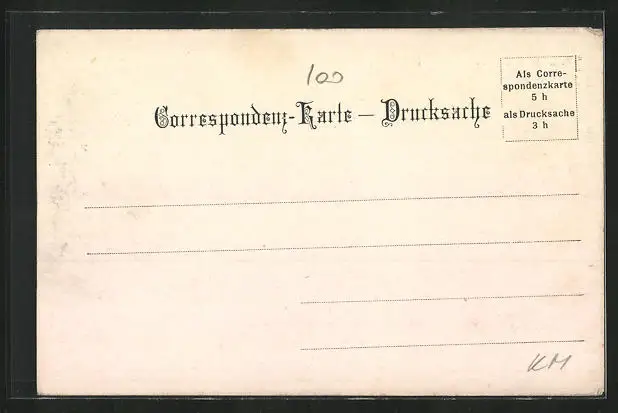 100
Als Corre-
spondenzkarte
5 h
als Drucksache
3 h
Correspondenz-Karte — Drucksache
KM